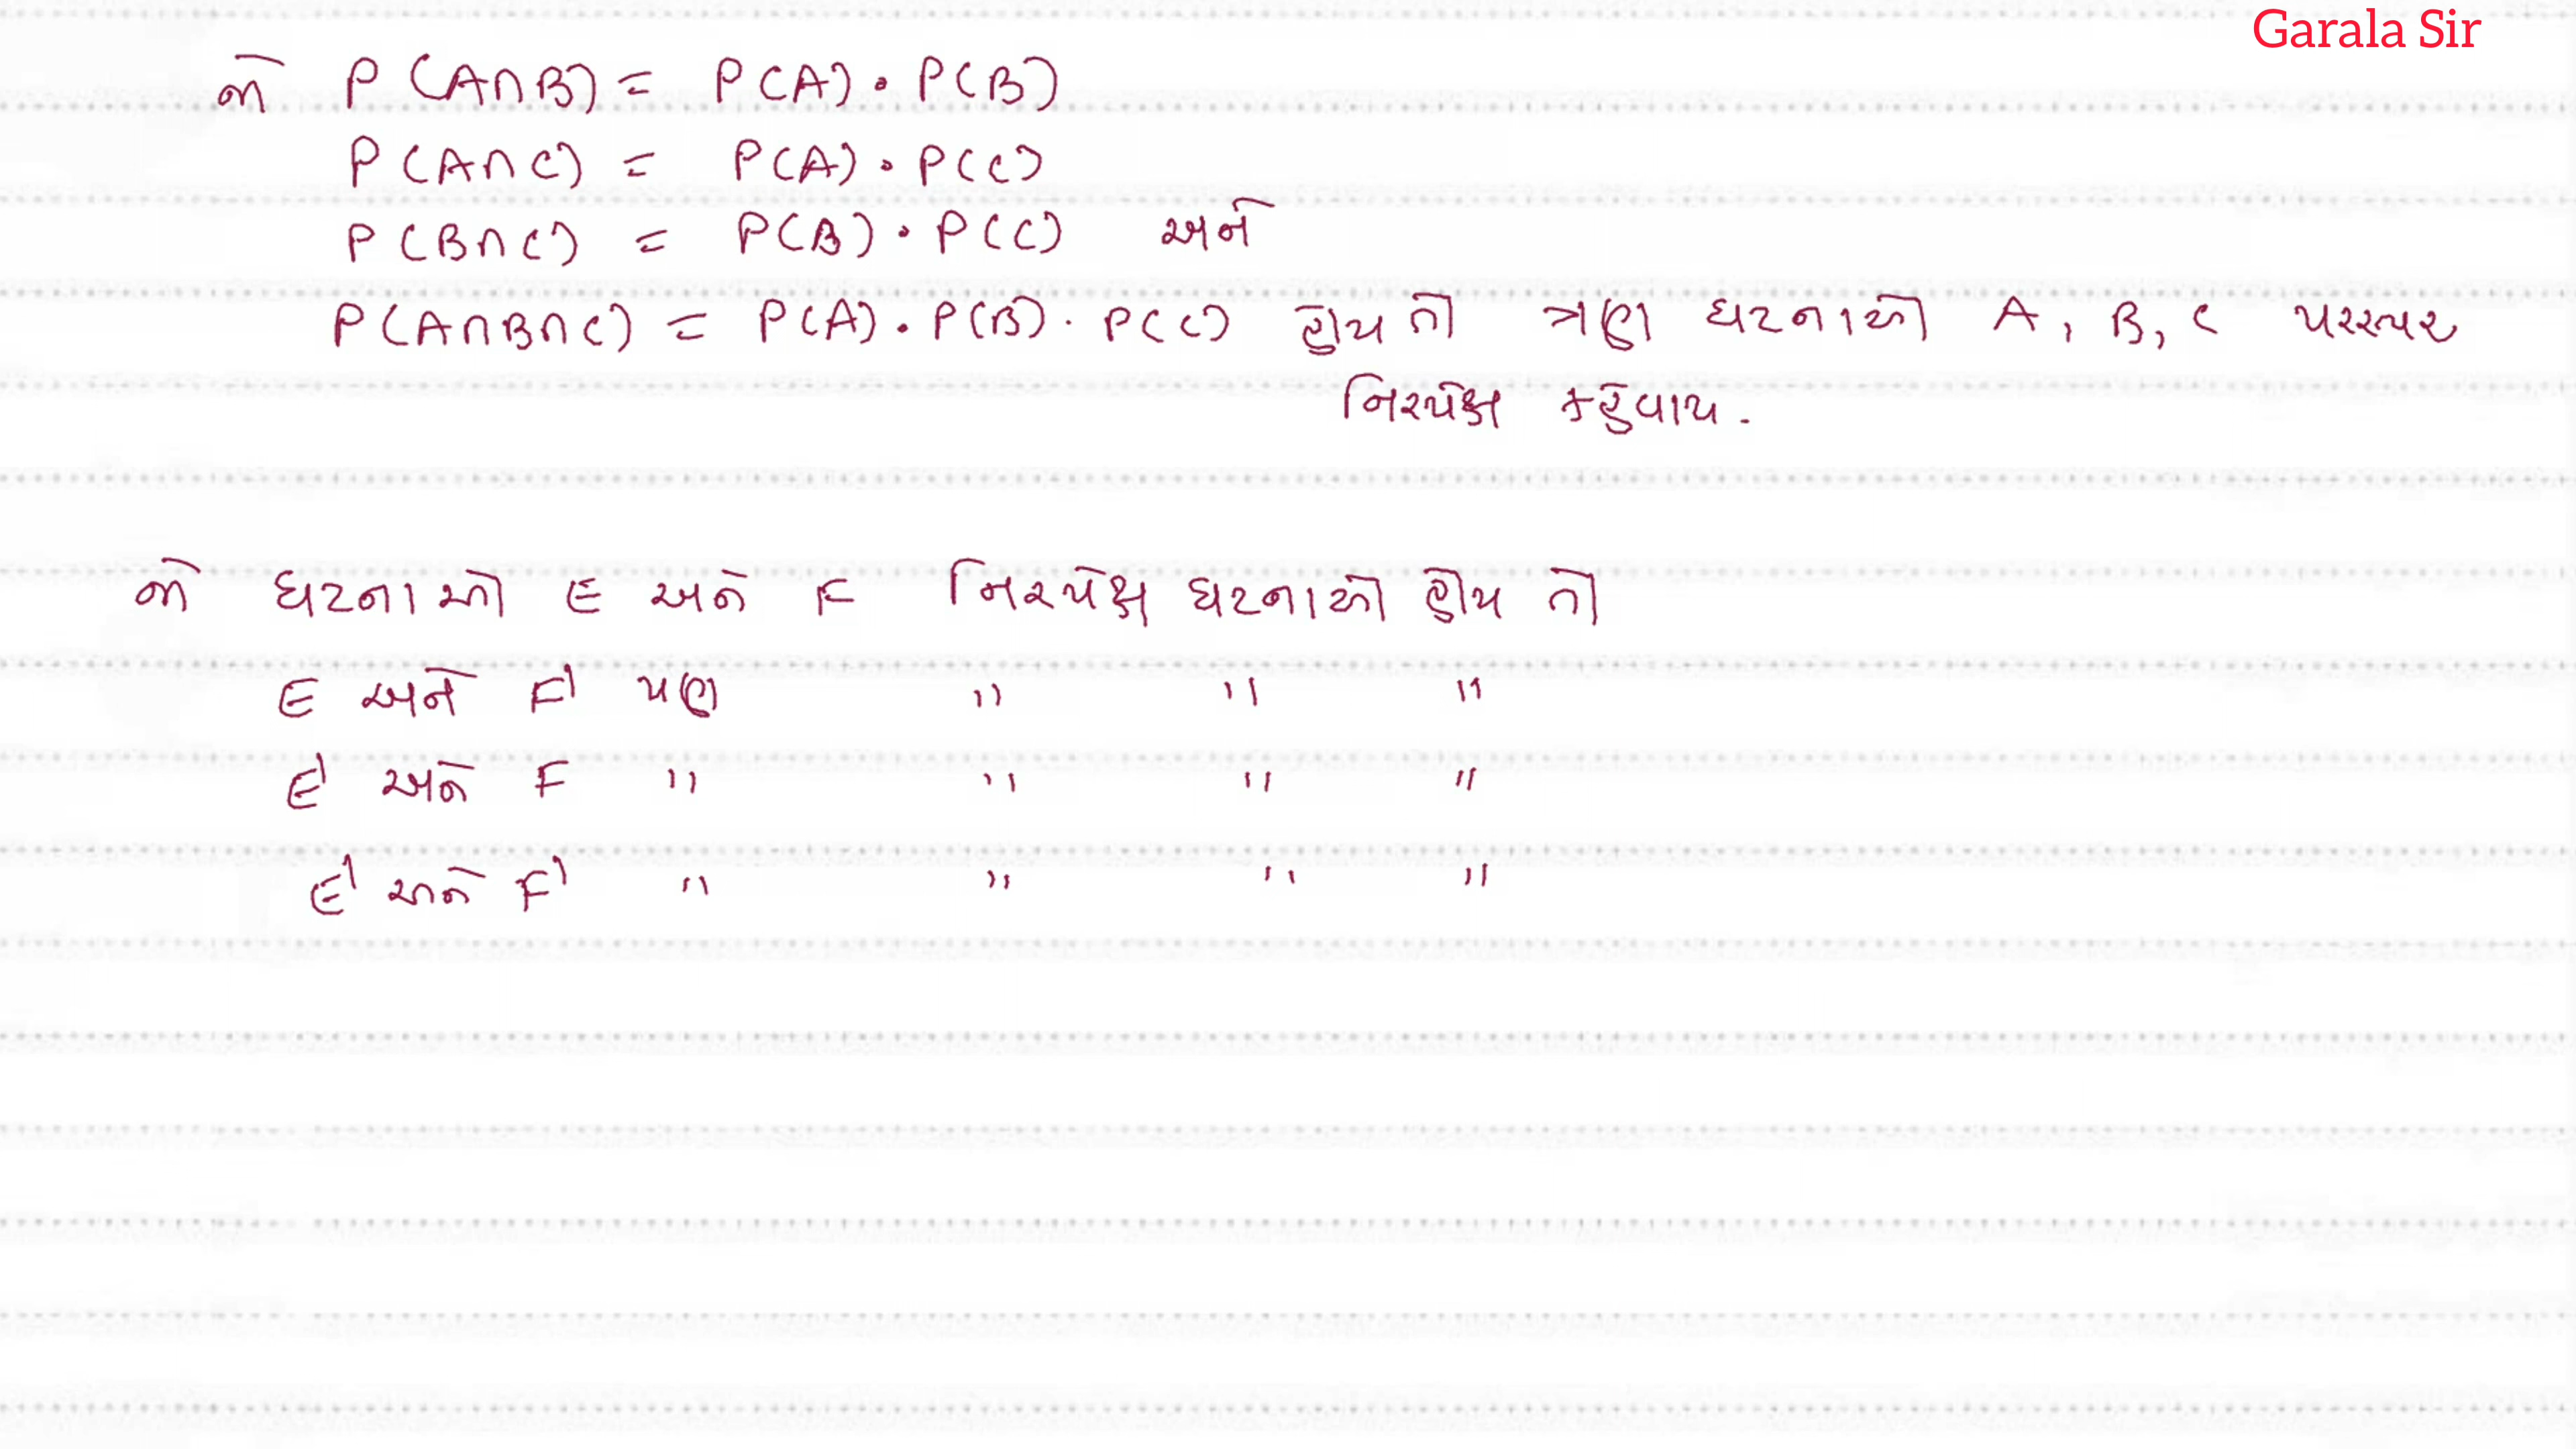 Garala Sir
જો P(A∩B) = P(A)・P(B)
P(A∩C) = P(A)・P(C)
P(B∩C) = P(B)・P(C) અને
P(A∩B∩C) = P(A)・P(B)・P(C) હોય તો ત્રણ ઘટનાઓ A, B, C પરસ્પર
નિરપેક્ષ કહેવાય.
જો ઘટનાઓ E અને F નિરપેક્ષ ઘટનાઓ હોય તો
E અને F' પણ " " "
E' અને F " " " "
E' અને F' " " " "